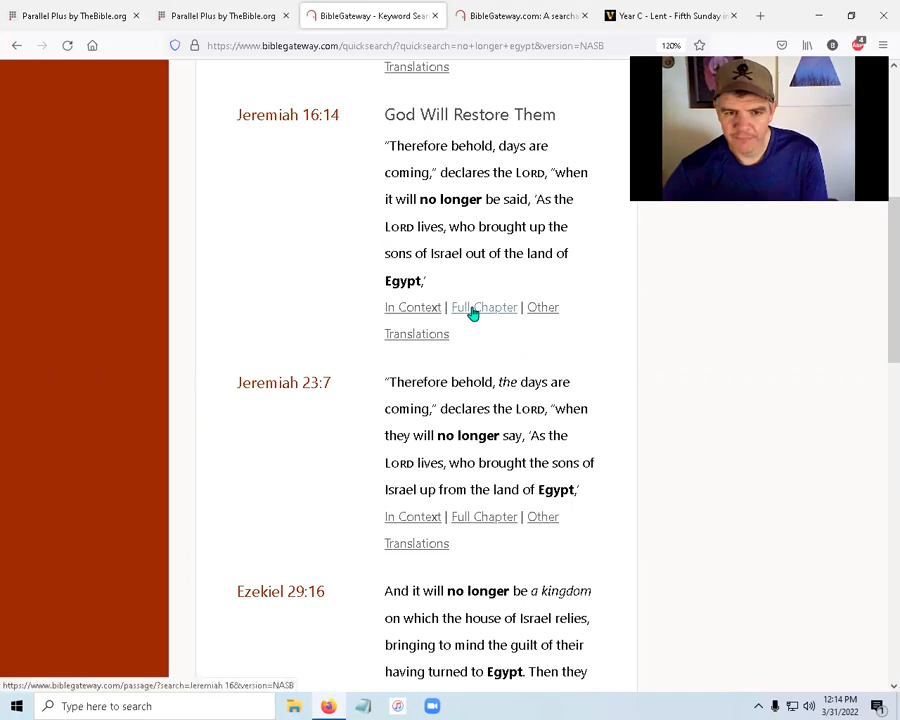 Parallel Plus by TheBible.org
Parallel Plus by TheBible.org
BibleGateway - Keyword Sear
BibleGateway.com: A searcha
Year C - Lent - Fifth Sunday in
https://www.biblegateway.com/quicksearch/?quicksearch=no+longer+egypt&version=NASB
120%
4
Translations
Jeremiah 16:14
God Will Restore Them
“Therefore behold, days are
coming,” declares the LORD, “when
it will no longer be said, ‘As the
LORD lives, who brought up the
sons of Israel out of the land of
Egypt,’
In Context | Full Chapter | Other
Translations
Jeremiah 23:7
“Therefore behold, the days are
coming,” declares the LORD, “when
they will no longer say, ‘As the
LORD lives, who brought the sons of
Israel up from the land of Egypt,’
In Context | Full Chapter | Other
Translations
Ezekiel 29:16
And it will no longer be a kingdom
on which the house of Israel relies,
bringing to mind the guilt of their
having turned to Egypt. Then they
https://www.biblegateway.com/passage/?search=Jeremiah 16&version=NASB
Type here to search
12:14 PM
3/31/2022